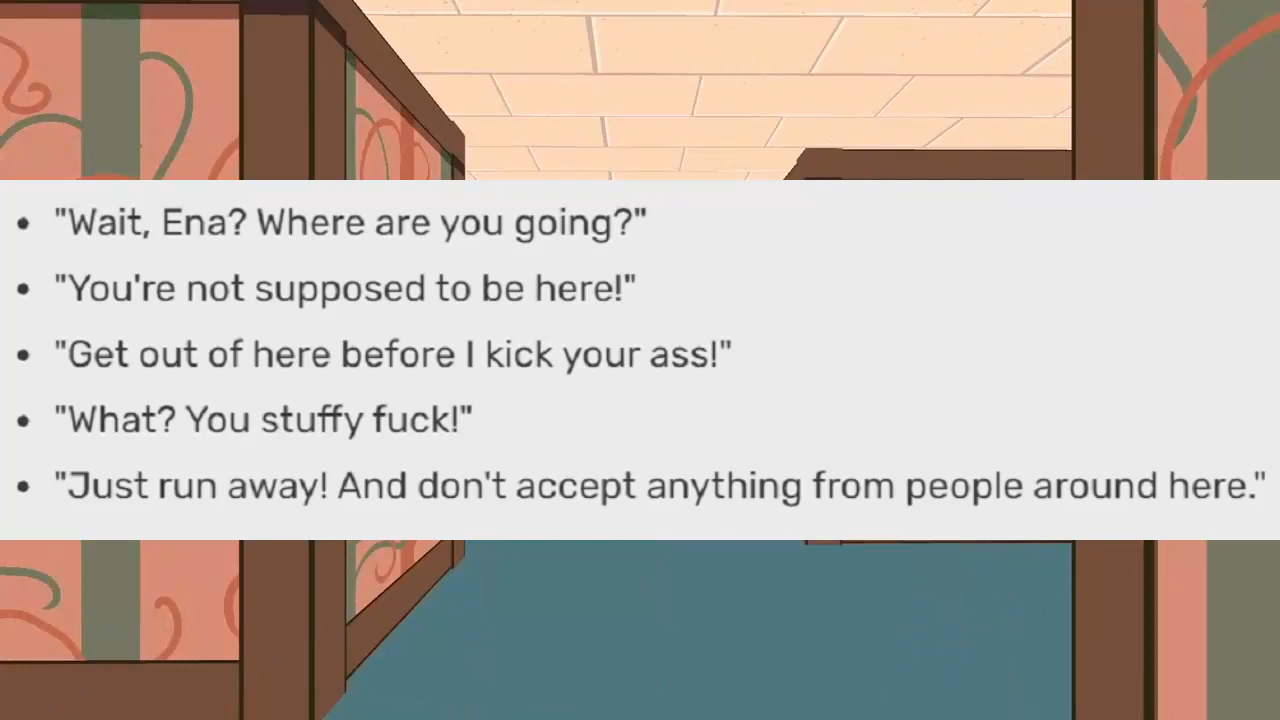 • "Wait, Ena? Where are you going?"
• "You're not supposed to be here!"
• "Get out of here before I kick your ass!"
• "What? You stuffy fuck!"
• "Just run away! And don't accept anything from people around here."